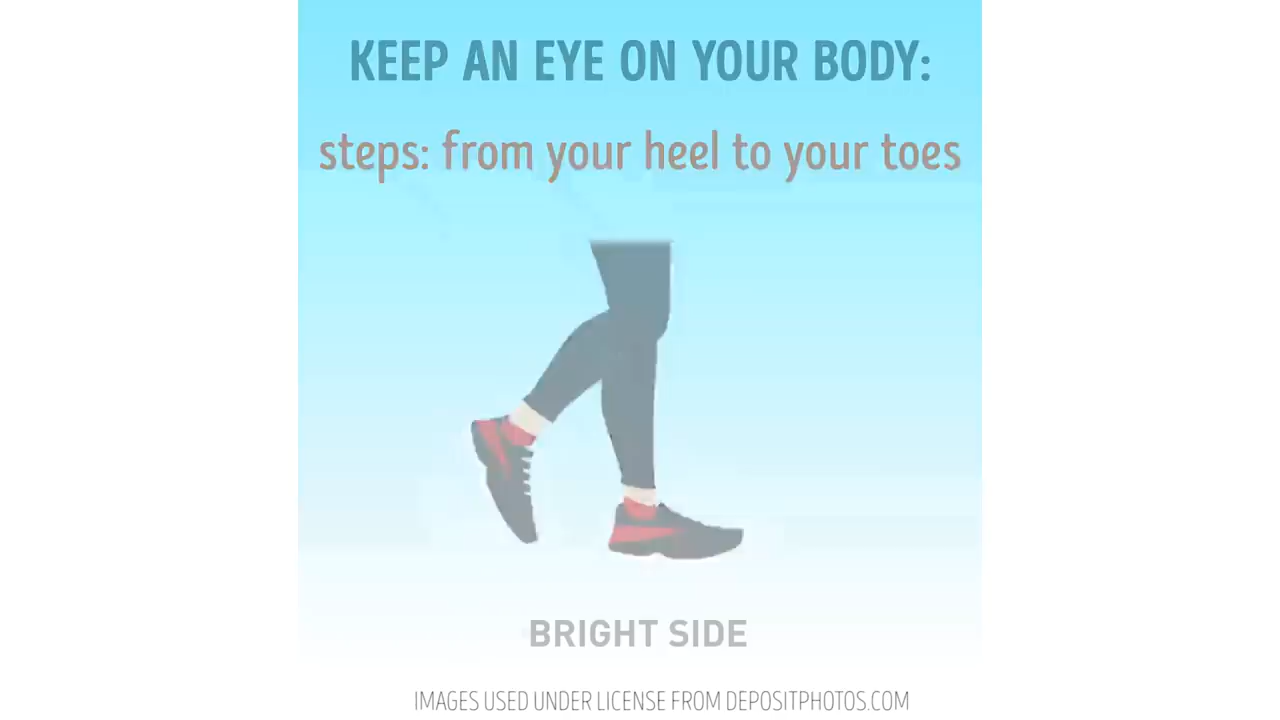 KEEP AN EYE ON YOUR BODY:
steps: from your heel to your toes
BRIGHT SIDE
IMAGES USED UNDER LICENSE FROM DEPOSITPHOTOS.COM